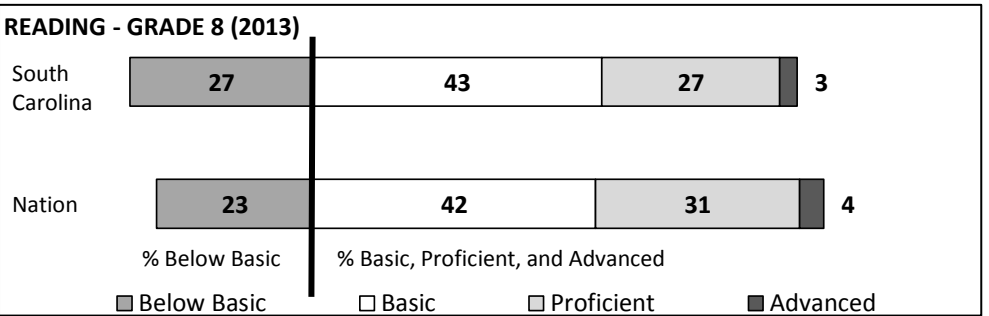 READING - GRADE 8 (2013)
South
Carolina
27 43 27 3
Nation 23 42 31 4
% Below Basic % Basic, Proficient, and Advanced
Below Basic Basic Proficient Advanced